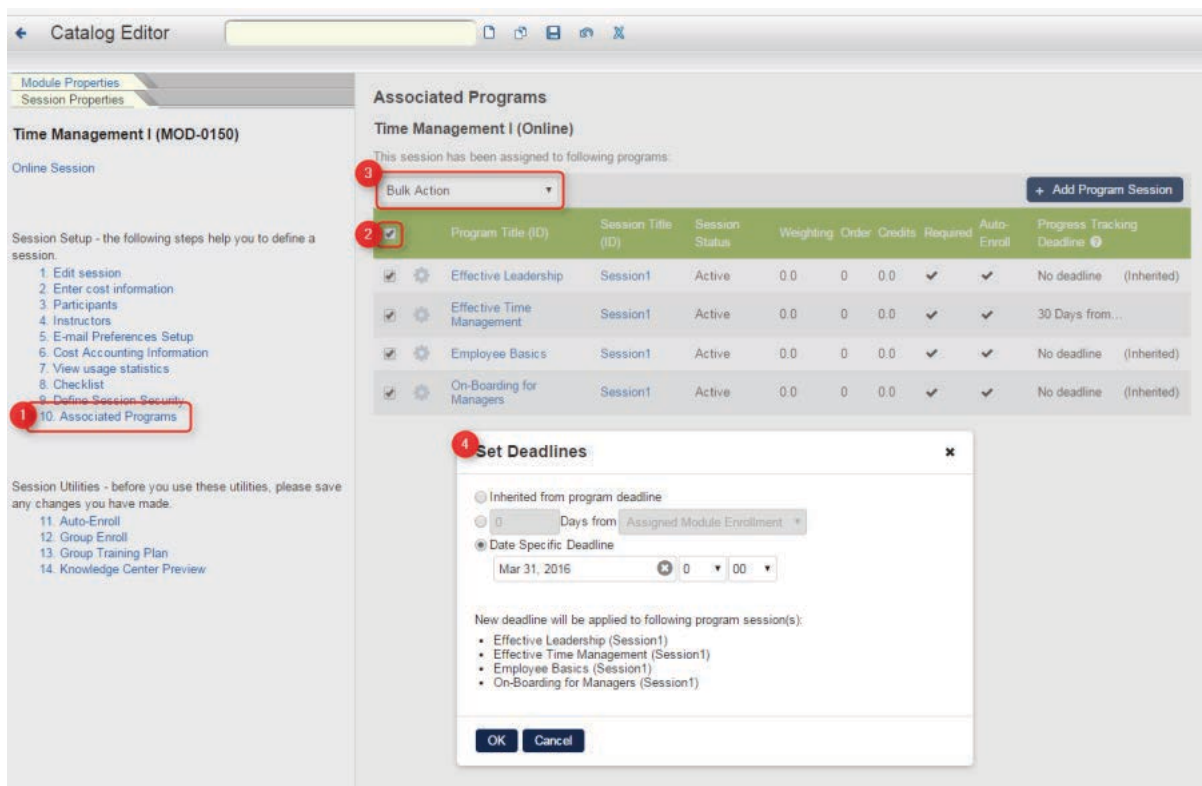 Catalog Editor
Module Properties
Session Properties
Time Management I (MOD-0150)
Online Session
Session Setup - the following steps help you to define a
session.
1. Edit session
2. Enter cost information
3. Participants
4. Instructors
5. E-mail Preferences Setup
6. Cost Accounting Information
7. View usage statistics
8. Checklist
9. Define Session Security
1
10. Associated Programs
Session Utilities - before you use these utilities, please save
any changes you have made.
11. Auto-Enroll
12. Group Enroll
13. Group Training Plan
14. Knowledge Center Preview
Associated Programs
Time Management I (Online)
This session has been assigned to following programs:
3
Bulk Action
+ Add Program Session
2
Program Title (ID) Session Title (ID) Session Status Weighting Order Credits Required Auto-Enroll Progress Tracking Deadline ?
Effective Leadership Session1 Active 0.0 0 0.0 No deadline (Inherited)
Effective Time Management Session1 Active 0.0 0 0.0 30 Days from...
Employee Basics Session1 Active 0.0 0 0.0 No deadline (Inherited)
On-Boarding for Managers Session1 Active 0.0 0 0.0 No deadline (Inherited)
4
Set Deadlines
Inherited from program deadline
0 Days from Assigned Module Enrollment
Date Specific Deadline
Mar 31, 2016 0 00
New deadline will be applied to following program session(s):
• Effective Leadership (Session1)
• Effective Time Management (Session1)
• Employee Basics (Session1)
• On-Boarding for Managers (Session1)
OK Cancel